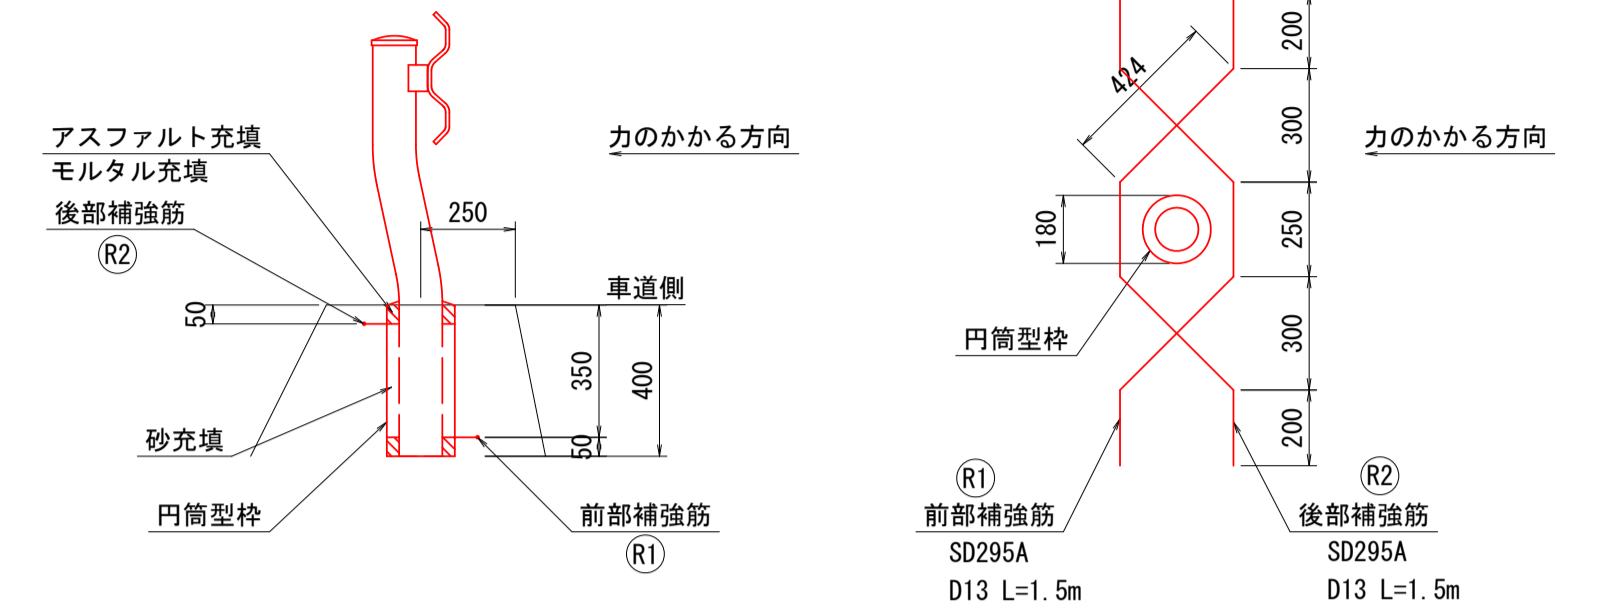 アスファルト充填
モルタル充填
後部補強筋
R2
力のかかる方向
250
車道側
50
350
400
50
砂充填
円筒型枠
前部補強筋
R1
200
424
300
力のかかる方向
180
250
円筒型枠
300
200
R1
前部補強筋
SD295A
D13 L=1.5m
R2
後部補強筋
SD295A
D13 L=1.5m